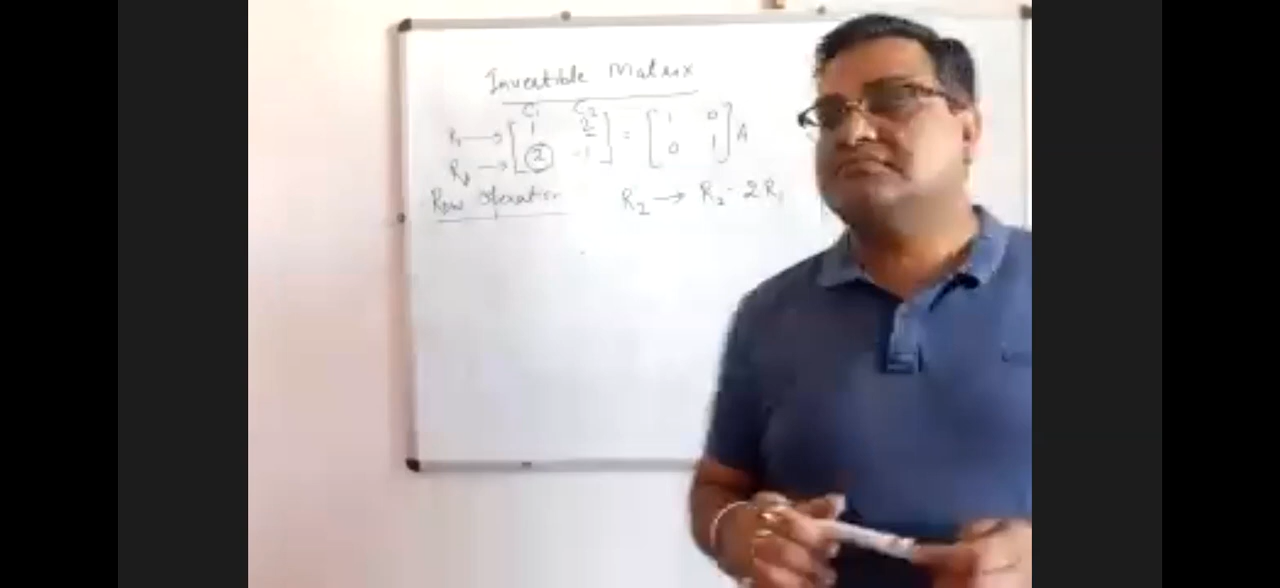 Invertible Matrix
C1 C2
R1 → [ 1 2 ] = [ 1 0 ] A
R2 → [ 2 -1 ] [ 0 1 ]
Row operation R2 → R2 - 2R1